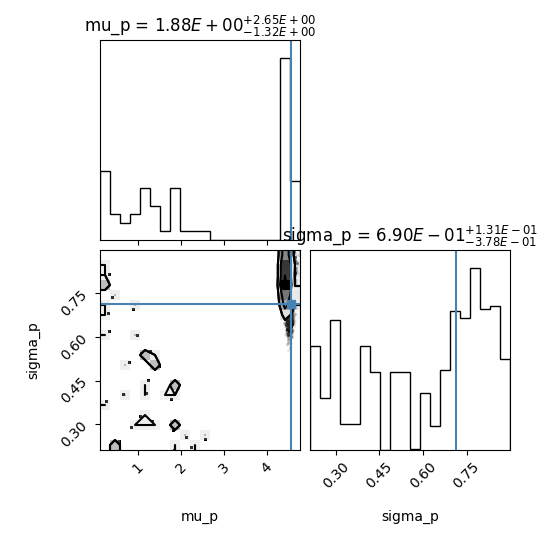 mu_p = 1.88E + 00+2.65E + 00 −1.32E + 00
sigma_p = 6.90E − 01+1.31E − 01 −3.78E − 01
sigma_p
0.75
0.60
0.45
0.30
1 2 3 4
0.30 0.45 0.60 0.75
mu_p
sigma_p